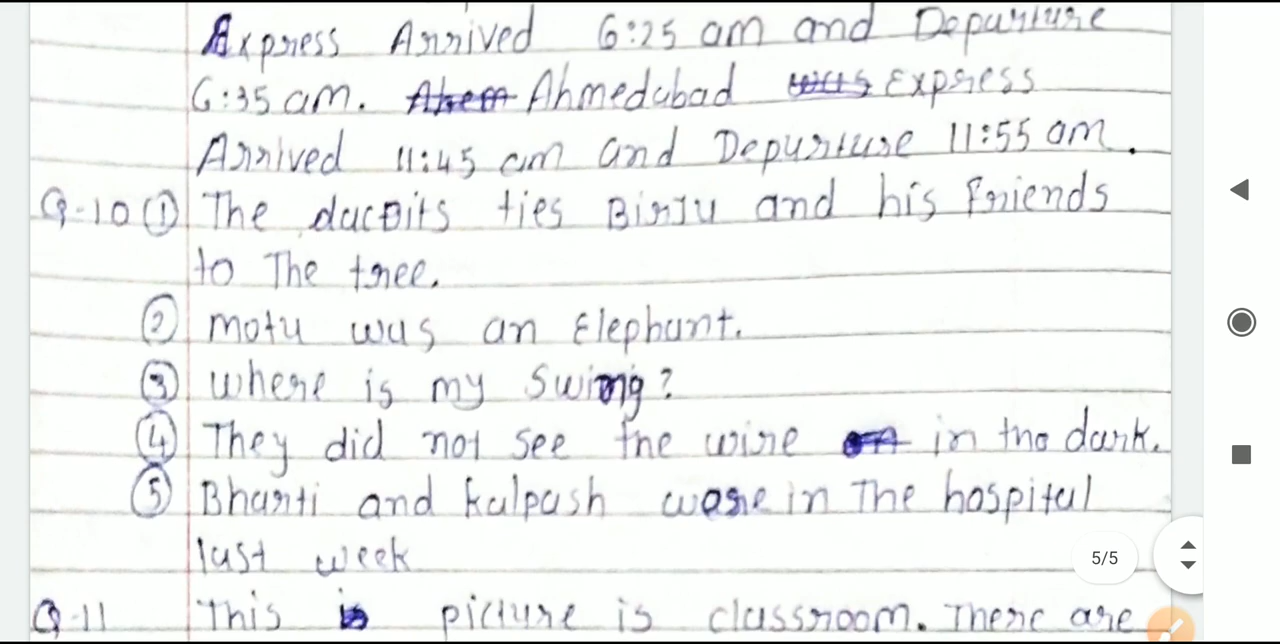 Express Arrived 6:25 am and Departure
6:35 am. Ahmedabad Express
Arrived 11:45 am and Departure 11:55 am.
Q-10 ① The dacoits ties Birju and his Friends
to The tree.
② motu was an Elephant.
③ where is my Swing?
④ They did not see the wire in the dark.
⑤ Bharti and kalpash were in The hospital
last week
5/5
Q-11 This picture is classroom. There are